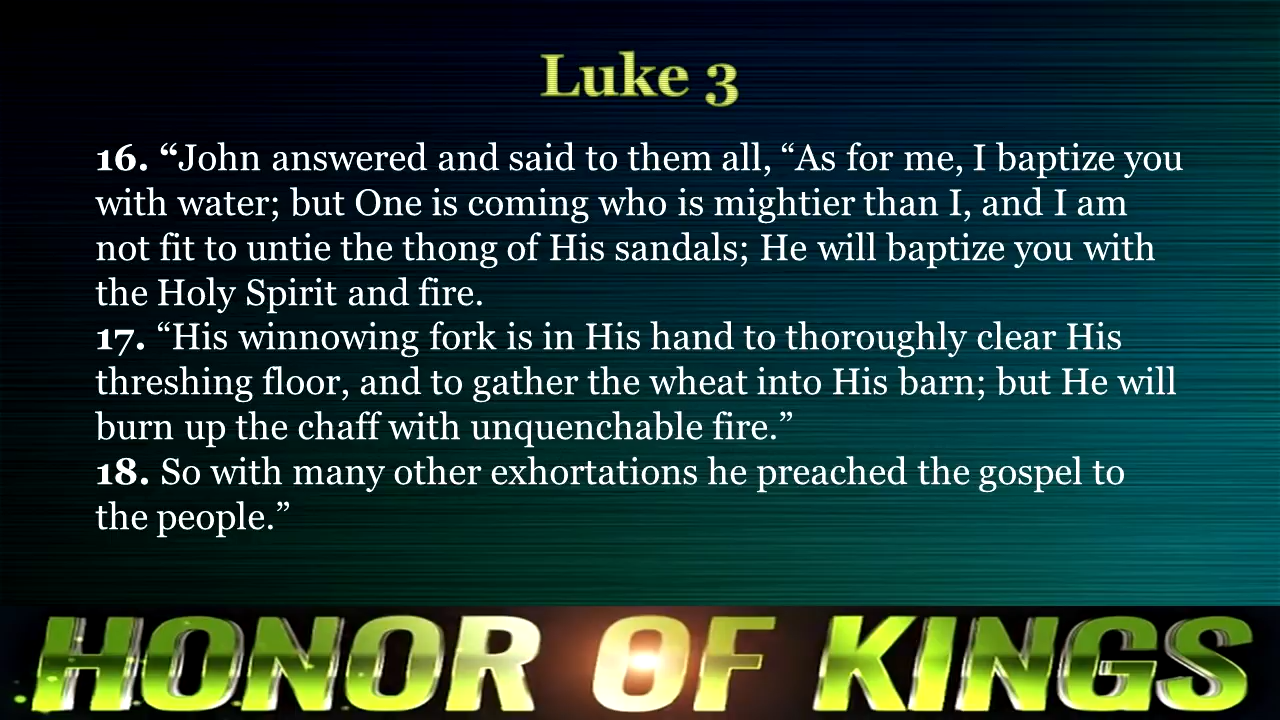 Luke 3
16. “John answered and said to them all, “As for me, I baptize you
with water; but One is coming who is mightier than I, and I am
not fit to untie the thong of His sandals; He will baptize you with
the Holy Spirit and fire.
17. “His winnowing fork is in His hand to thoroughly clear His
threshing floor, and to gather the wheat into His barn; but He will
burn up the chaff with unquenchable fire.”
18. So with many other exhortations he preached the gospel to
the people.”
HONOR OF KINGS